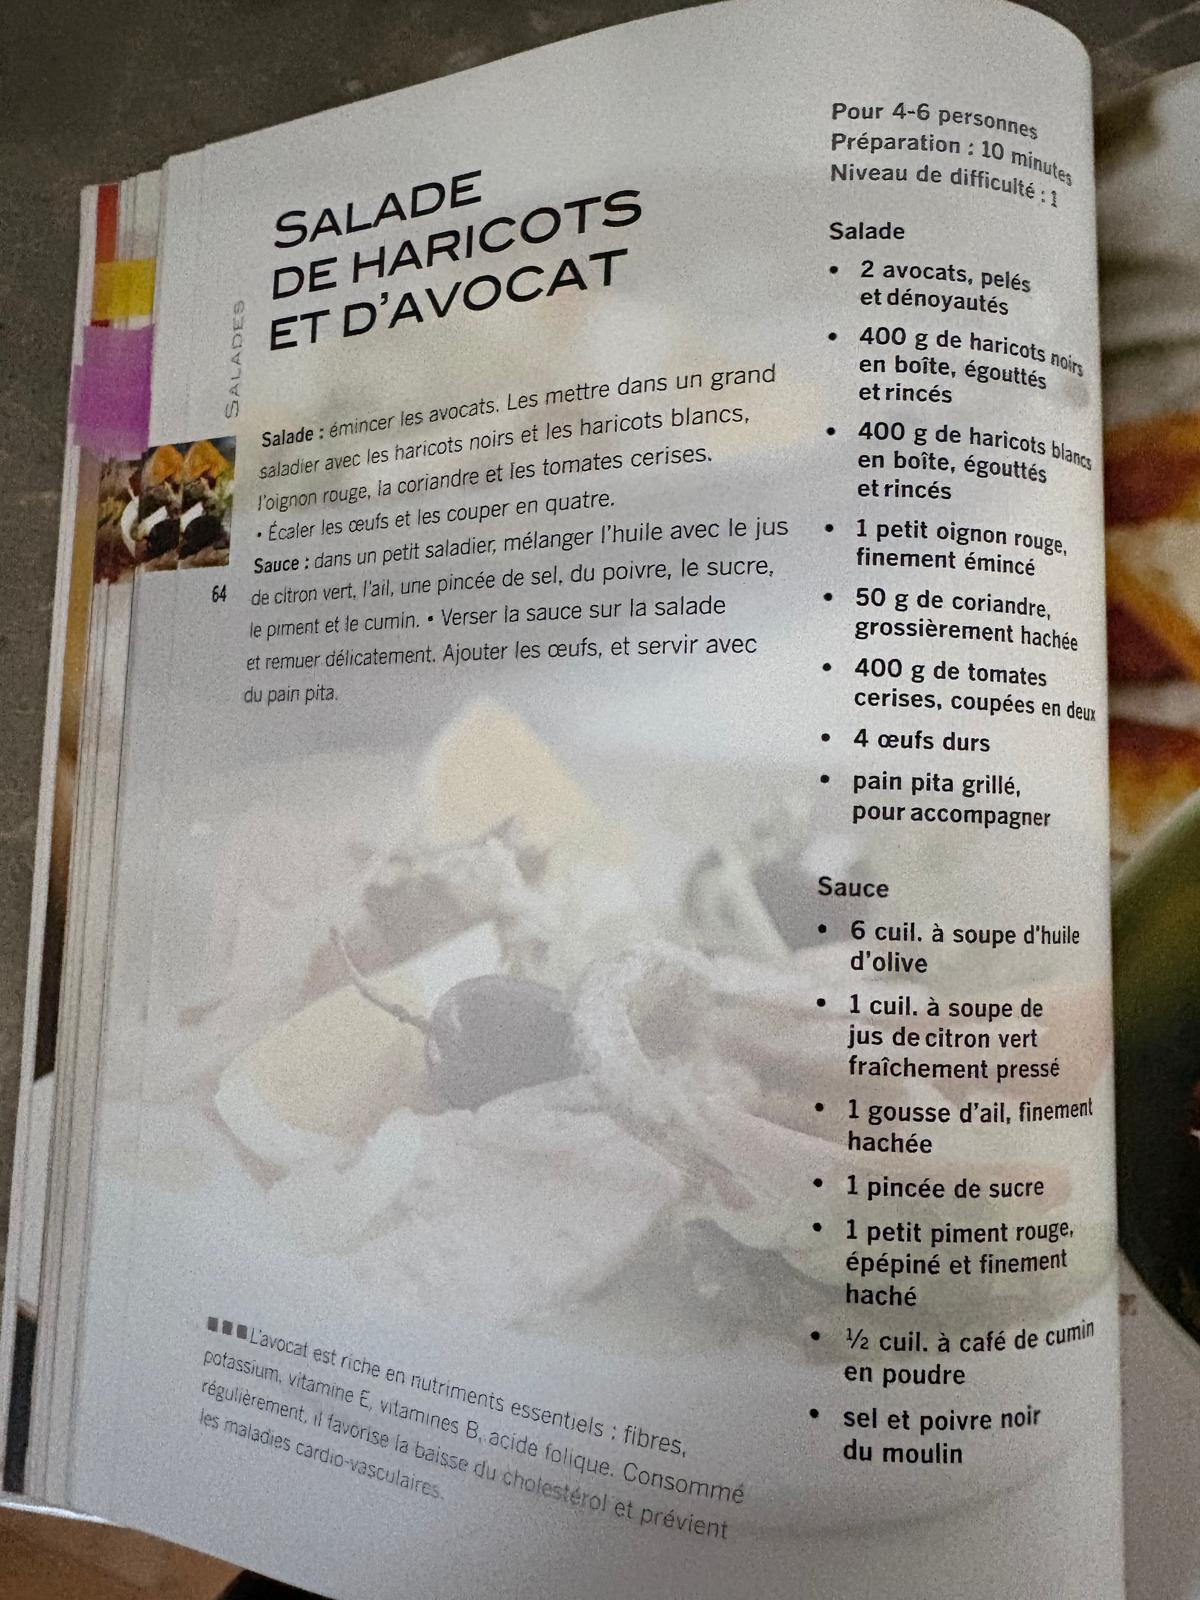 SALADE
DE HARICOTS
ET D'AVOCAT
SALADES
Salade : émincer les avocats. Les mettre dans un grand
saladier avec les haricots noirs et les haricots blancs,
l'oignon rouge, la coriandre et les tomates cerises.
• Écaler les œufs et les couper en quatre.
Sauce : dans un petit saladier, mélanger l'huile avec le jus
de citron vert, l'ail, une pincée de sel, du poivre, le sucre,
le piment et le cumin. • Verser la sauce sur la salade
et remuer délicatement. Ajouter les œufs, et servir avec
du pain pita.
64
■■■L'avocat est riche en nutriments essentiels : fibres,
potassium, vitamine E, vitamines B, acide folique. Consommé
régulièrement, il favorise la baisse du cholestérol et prévient
les maladies cardio-vasculaires.
Pour 4-6 personnes
Préparation : 10 minutes
Niveau de difficulté : 1
Salade
• 2 avocats, pelés
et dénoyautés
• 400 g de haricots noirs
en boîte, égouttés
et rincés
• 400 g de haricots blancs
en boîte, égouttés
et rincés
• 1 petit oignon rouge,
finement émincé
• 50 g de coriandre,
grossièrement hachée
• 400 g de tomates
cerises, coupées en deux
• 4 œufs durs
• pain pita grillé,
pour accompagner
Sauce
• 6 cuil. à soupe d'huile
d'olive
• 1 cuil. à soupe de
jus de citron vert
fraîchement pressé
• 1 gousse d'ail, finement
hachée
• 1 pincée de sucre
• 1 petit piment rouge,
épépiné et finement
haché
• ½ cuil. à café de cumin
en poudre
• sel et poivre noir
du moulin